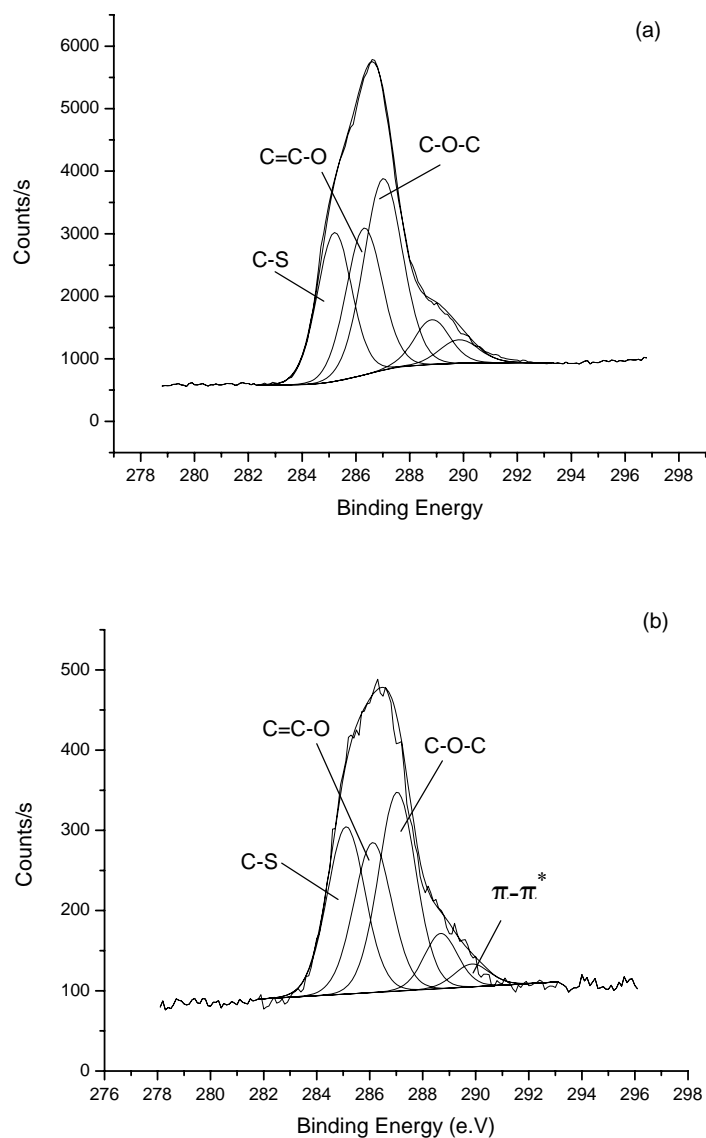 (a)
6000
5000
4000
3000
2000
1000
0
Counts/s
C=C-O
C-O-C
C-S
278 280 282 284 286 288 290 292 294 296 298
Binding Energy
(b)
500
400
300
200
100
0
Counts/s
C=C-O
C-O-C
C-S
π-π*
276 278 280 282 284 286 288 290 292 294 296 298
Binding Energy (e.V)